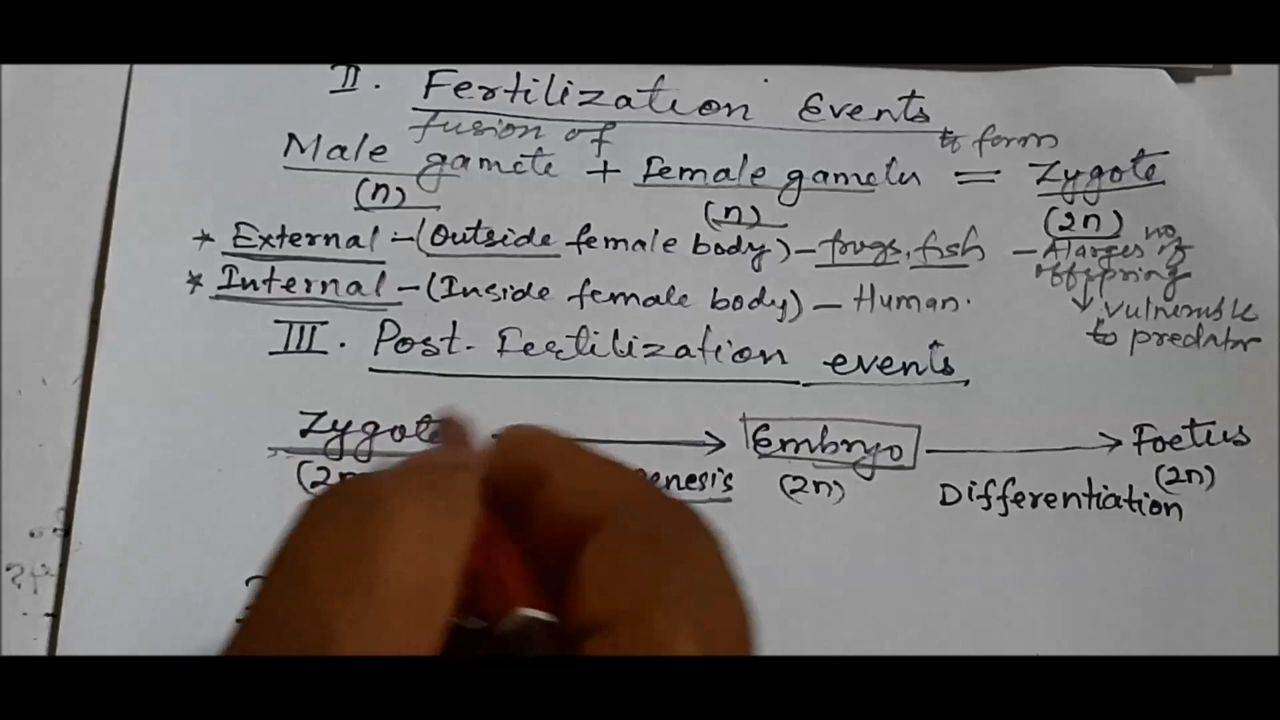 II. Fertilization Events
fusion of to form
Male gamete + Female gamete = Zygote
(n) (n) (2n)
* External - (Outside female body) - frogs, fish - A large no. of offspring
↓ vulnerable to predator
* Internal - (Inside female body) - Human.
III. Post-Fertilization events
Zygote → Embryo → Foetus
(2n enesis (2n) Differentiation (2n)